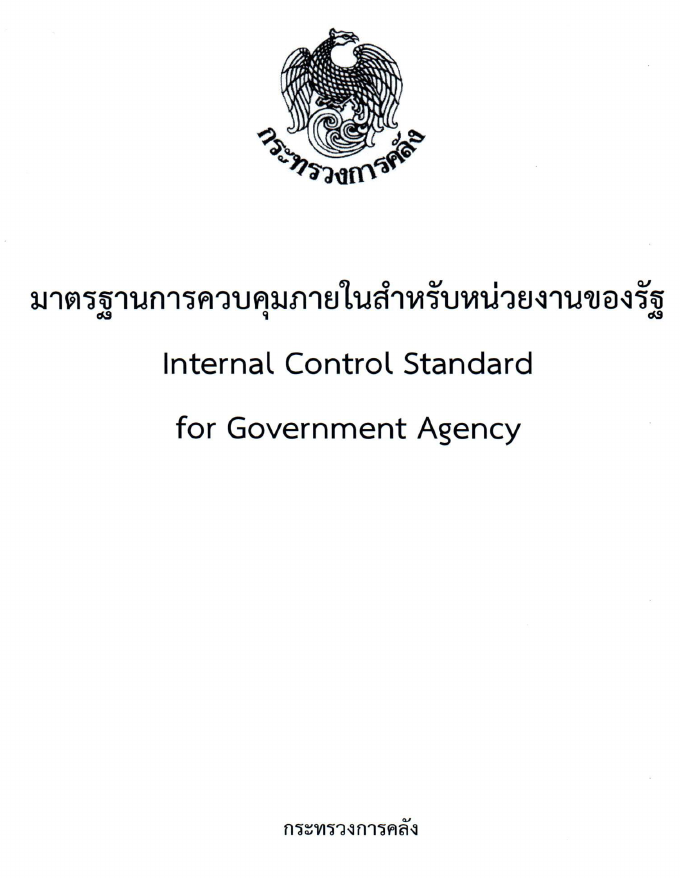 กระทรวงการคลัง
มาตรฐานการควบคุมภายในสำหรับหน่วยงานของรัฐ
Internal Control Standard
for Government Agency
กระทรวงการคลัง